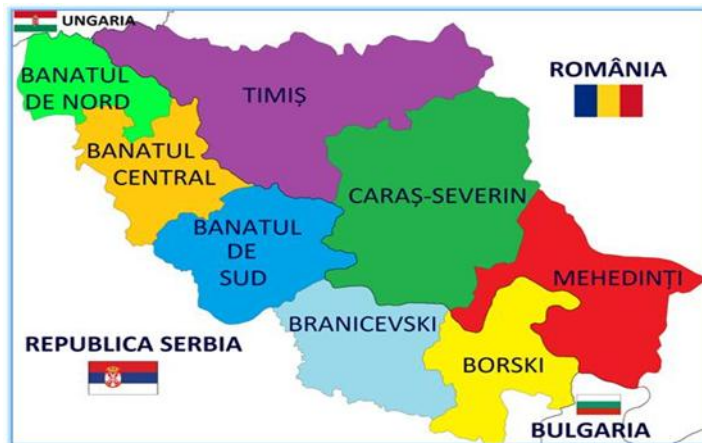 UNGARIA
BANATUL
DE NORD
TIMIȘ
ROMÂNIA
BANATUL
CENTRAL
CARAȘ-SEVERIN
BANATUL
DE
SUD
MEHEDINȚI
BRANICEVSKI
REPUBLICA SERBIA
BORSKI
BULGARIA